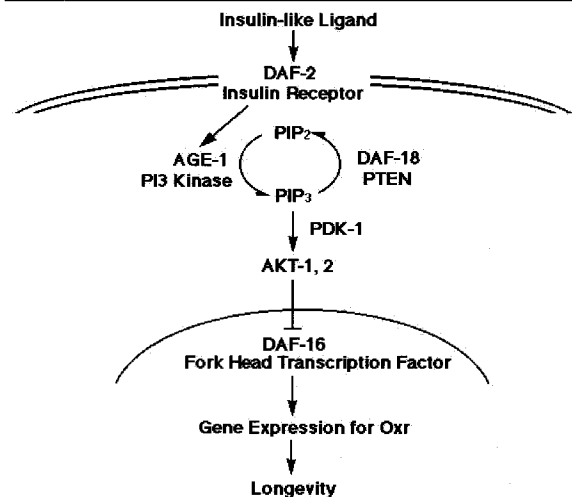 Insulin-like Ligand
DAF-2
Insulin Receptor
PIP2
AGE-1
PI3 Kinase
DAF-18
PTEN
PIP3
PDK-1
AKT-1, 2
DAF-16
Fork Head Transcription Factor
Gene Expression for Oxr
Longevity